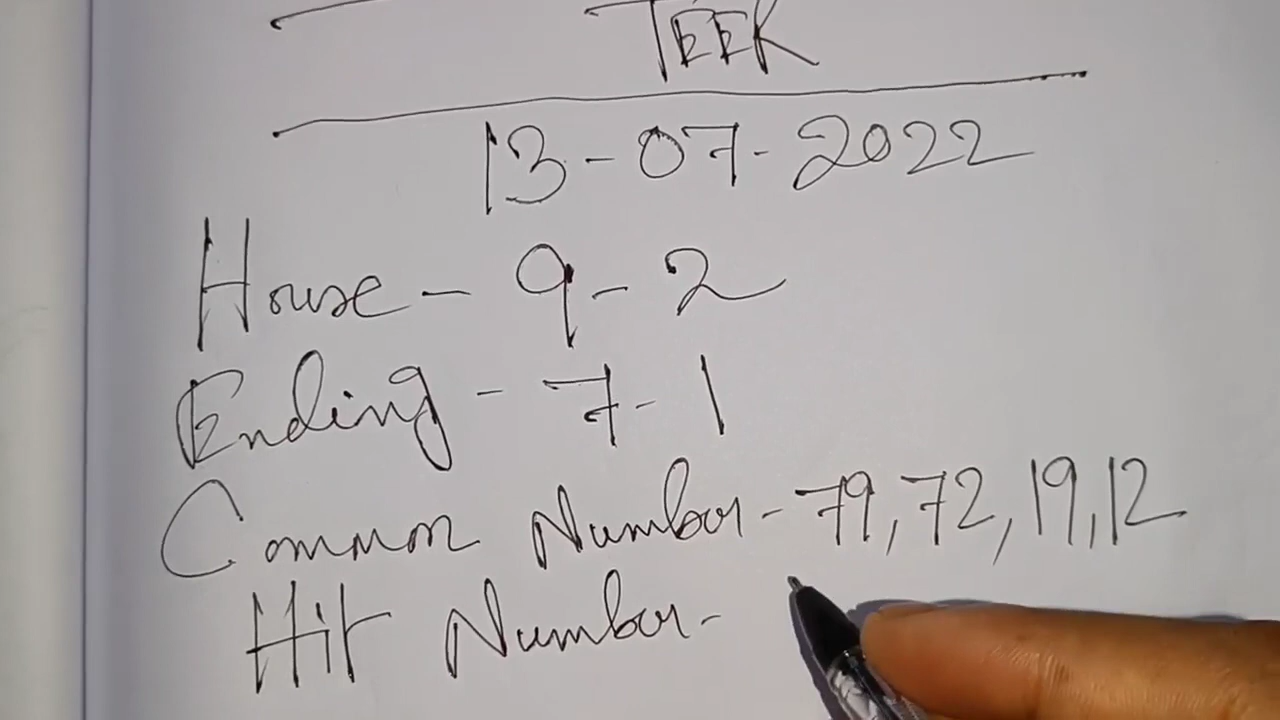 TEER
13-07-2022
House - 9-2
Ending - 7-1
Common Number - 79, 72, 19, 12
Hit Number -